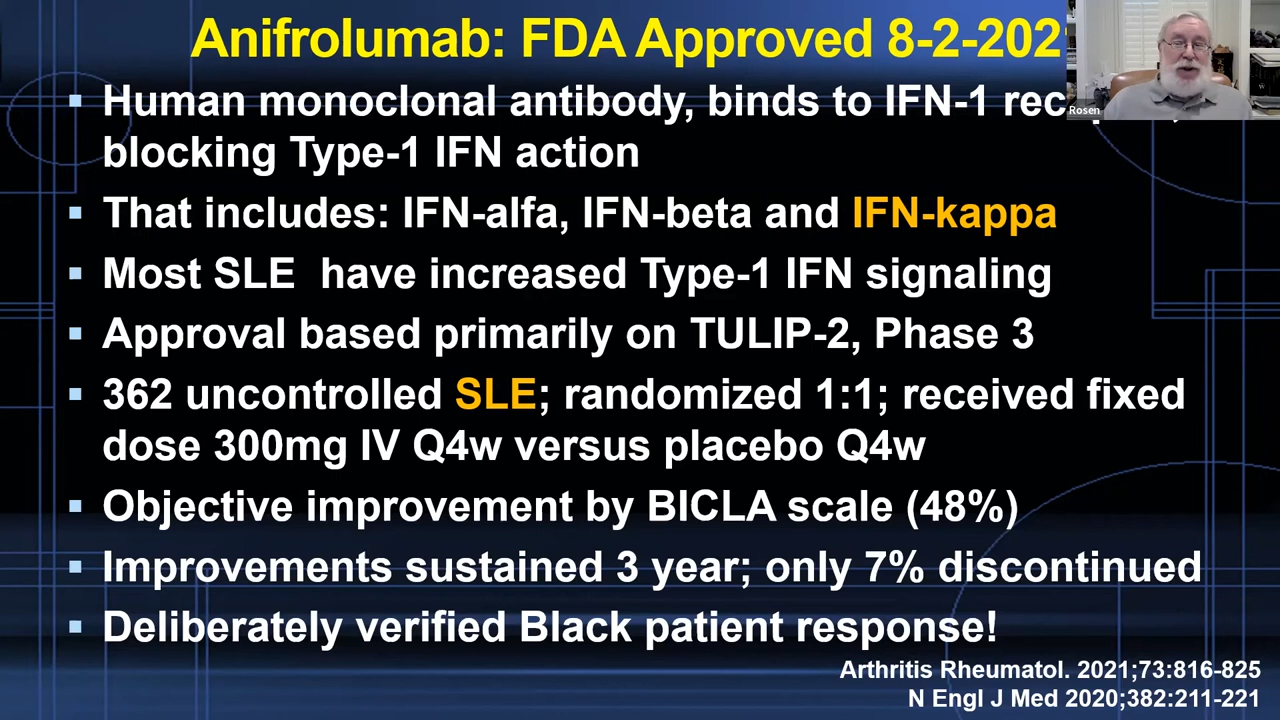 Anifrolumab: FDA Approved 8-2-202
▪ Human monoclonal antibody, binds to IFN-1
blocking Type-1 IFN action
▪ That includes: IFN-alfa, IFN-beta and IFN-kappa
▪ Most SLE  have increased Type-1 IFN signaling
▪ Approval based primarily on TULIP-2, Phase 3
▪ 362 uncontrolled SLE; randomized 1:1; received fixed
dose 300mg IV Q4w versus placebo Q4w
▪ Objective improvement by BICLA scale (48%)
▪ Improvements sustained 3 year; only 7% discontinued
▪ Deliberately verified Black patient response!
Arthritis Rheumatol. 2021;73:816-825
N Engl J Med 2020;382:211-221
Rosen